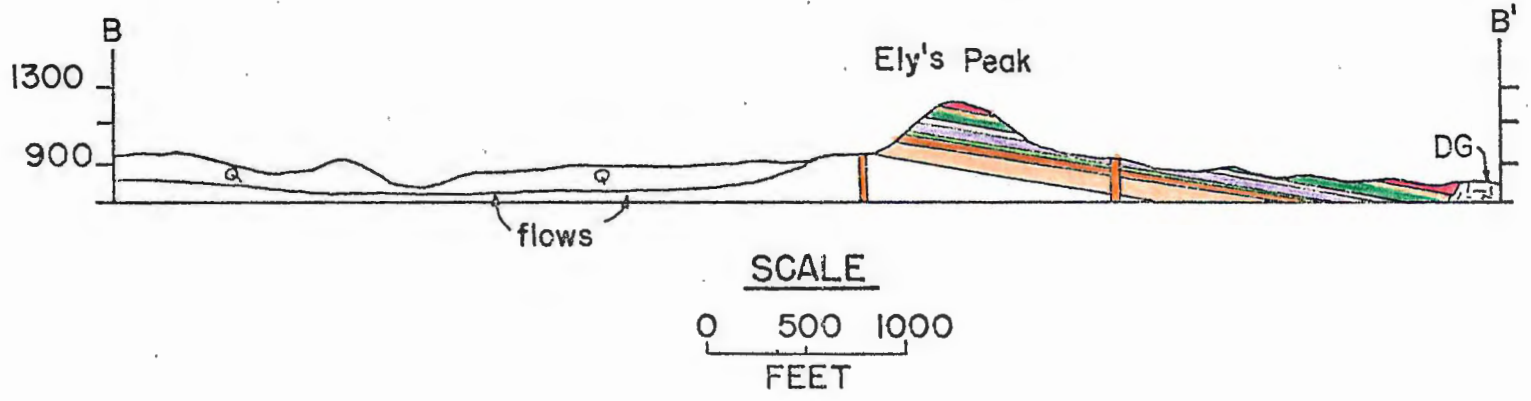 B
B'
Ely's Peak
1300
900
Q
Q
DG
flows
SCALE
0 500 1000
FEET